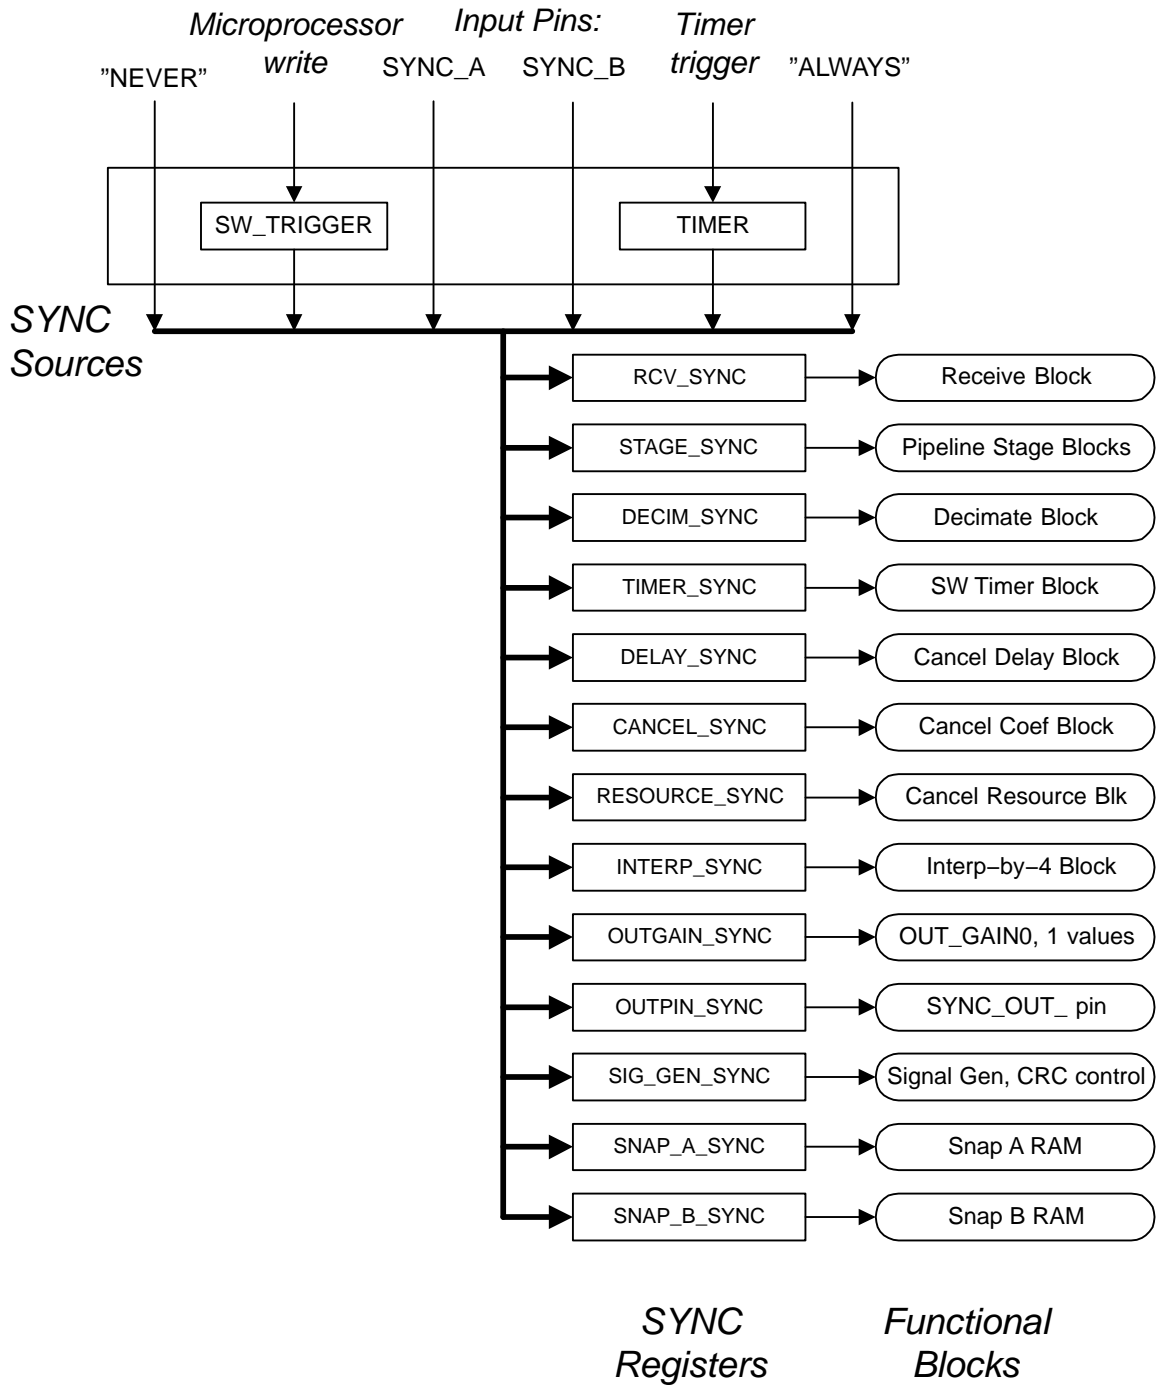 Microprocessor
write
Input Pins:
Timer
trigger
”NEVER”
SYNC_A
SYNC_B
”ALWAYS”
SW_TRIGGER
TIMER
SYNC
Sources
RCV_SYNC
Receive Block
STAGE_SYNC
Pipeline Stage Blocks
DECIM_SYNC
Decimate Block
TIMER_SYNC
SW Timer Block
DELAY_SYNC
Cancel Delay Block
CANCEL_SYNC
Cancel Coef Block
RESOURCE_SYNC
Cancel Resource Blk
INTERP_SYNC
Interp−by−4 Block
OUTGAIN_SYNC
OUT_GAIN0, 1 values
OUTPIN_SYNC
SYNC_OUT_ pin
SIG_GEN_SYNC
Signal Gen, CRC control
SNAP_A_SYNC
Snap A RAM
SNAP_B_SYNC
Snap B RAM
SYNC
Registers
Functional
Blocks